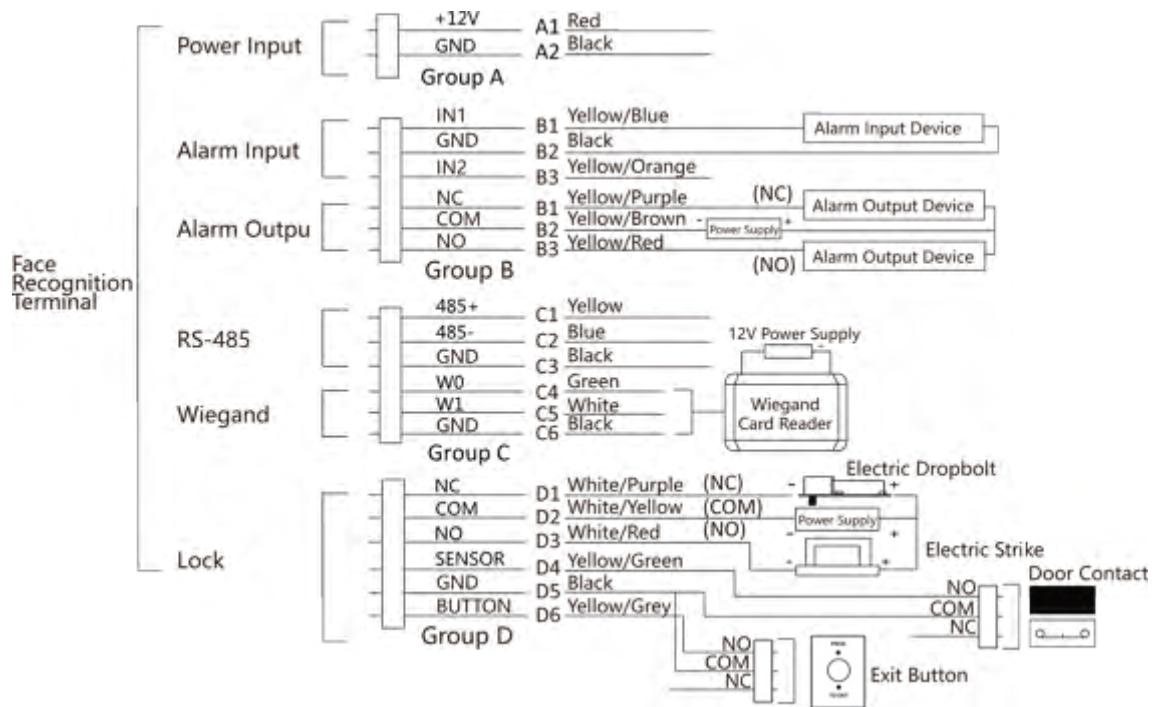 Face
Recognition
Terminal
Power Input
+12V A1 Red
GND A2 Black
Group A
Alarm Input
IN1 B1 Yellow/Blue Alarm Input Device
GND B2 Black
IN2 B3 Yellow/Orange
Alarm Outpu
NC B1 Yellow/Purple (NC) Alarm Output Device
COM B2 Yellow/Brown - Power Supply +
NO B3 Yellow/Red (NO) Alarm Output Device
Group B
RS-485
485+ C1 Yellow
485- C2 Blue
GND C3 Black
Wiegand
W0 C4 Green
W1 C5 White
GND C6 Black
Group C
12V Power Supply
-
Wiegand
Card Reader
Lock
Electric Dropbolt
NC D1 White/Purple (NC) - +
COM D2 White/Yellow (COM) Power Supply
NO D3 White/Red (NO) - +
- + Electric Strike
SENSOR D4 Yellow/Green
GND D5 Black
BUTTON D6 Yellow/Grey
Group D
Door Contact
NO
COM
NC
NO
COM
NC
Exit Button